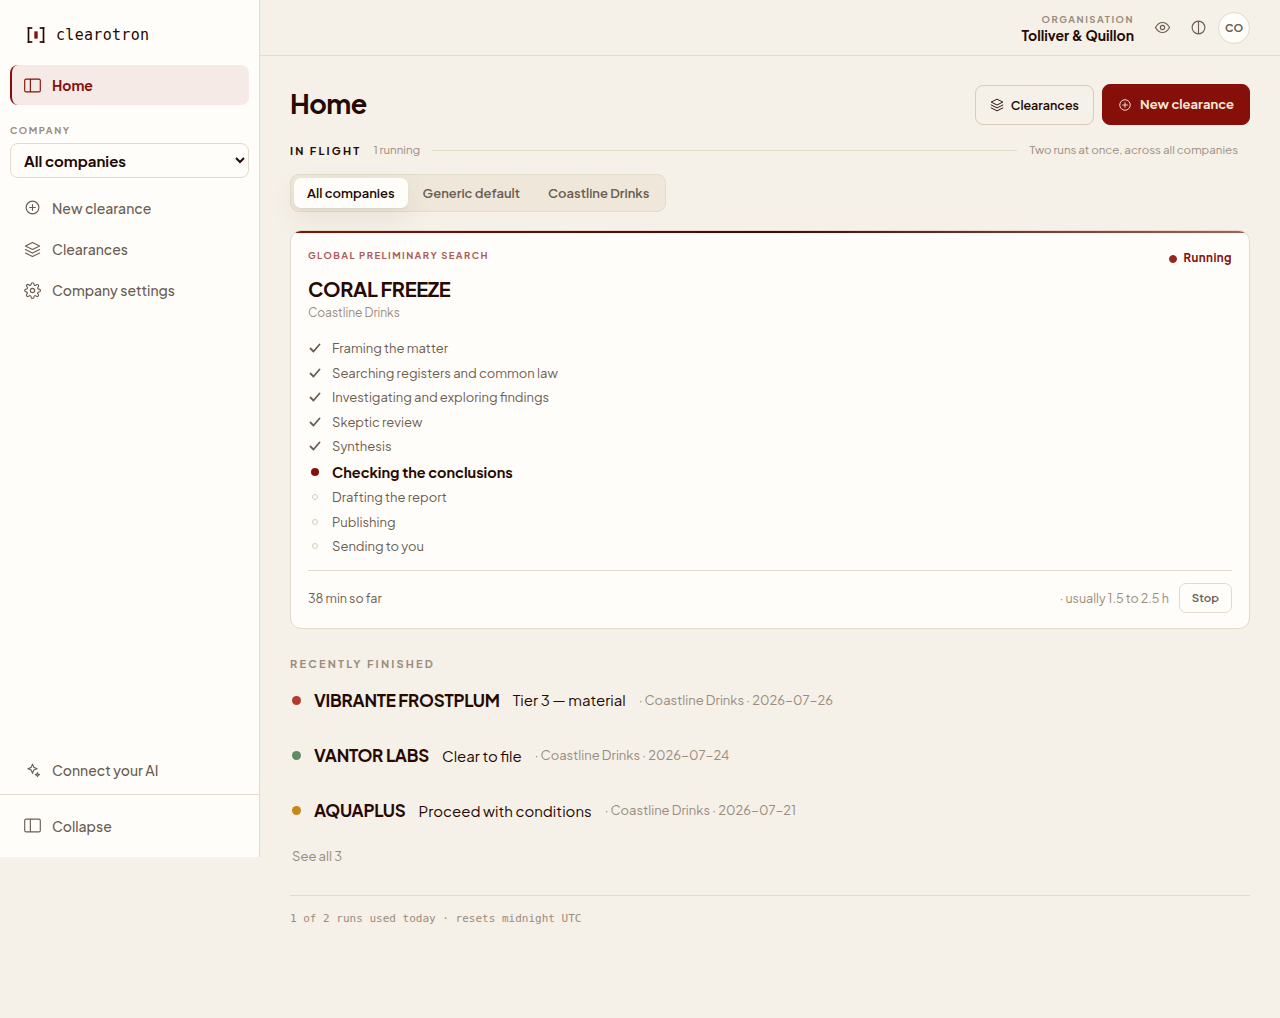 clearotron
Home
COMPANY
All companies
New clearance
Clearances
Company settings
Connect your AI
Collapse
ORGANISATION
Tolliver & Quillon
CO
Home
Clearances
New clearance
IN FLIGHT
1 running
Two runs at once, across all companies
All companies
Generic default
Coastline Drinks
GLOBAL PRELIMINARY SEARCH
Running
CORAL FREEZE
Coastline Drinks
Framing the matter
Searching registers and common law
Investigating and exploring findings
Skeptic review
Synthesis
Checking the conclusions
Drafting the report
Publishing
Sending to you
38 min so far
· usually 1.5 to 2.5 h
Stop
RECENTLY FINISHED
VIBRANTE FROSTPLUM Tier 3 — material · Coastline Drinks · 2026-07-26
VANTOR LABS Clear to file · Coastline Drinks · 2026-07-24
AQUAPLUS Proceed with conditions · Coastline Drinks · 2026-07-21
See all 3
1 of 2 runs used today · resets midnight UTC